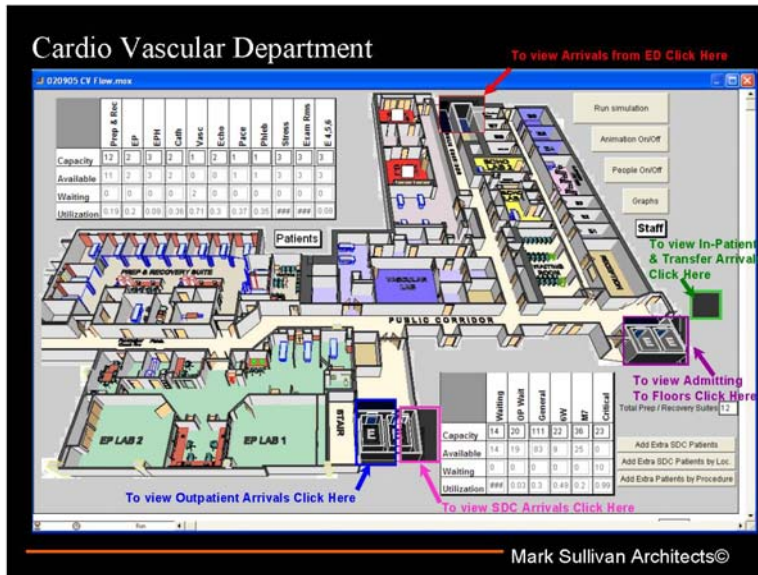 Cardio Vascular Department
To view Arrivals from ED Click Here
020905 CV Flow.mox
Prep & Rec EP EPH Cath Vasc Echo Pace Phleb Stress Exam Rms E 4,5,6
Capacity 12 2 3 2 1 2 1 1 3 3 3
Available 11 2 3 2 0 2 1 1 3 3 3
Waiting 0 0 0 0 2 0 0 0 0 0 0
Utilization 0.19 0.2 0.09 0.36 0.71 0.3 0.37 0.35 ### ### 0.08
Run simulation
Animation On/Off
People On/Off
Graphs
Staff
Patients
To view In-Patient
& Transfer Arrival
Click Here
PREP & RECOVERY SUITE
VASCULAR
LAB
ECHO
LAB
RECEPTION
PUBLIC CORRIDOR
To view Admitting
To Floors Click Here
Total Prep / Recovery Suites 12
EP LAB 2
EP LAB 1
STAIR
E
Waiting OP Wait General 6W M7 Critical
Capacity 14 20 111 22 36 23
Available 14 19 83 9 25 0
Waiting 0 0 0 0 0 10
Utilization ### 0.03 0.3 0.49 0.2 0.99
Add Extra SDC Patients
Add Extra SDC Patients by Loc.
Add Extra Patients by Procedure
To view Outpatient Arrivals Click Here
To view SDC Arrivals Click Here
Run
Mark Sullivan Architects©